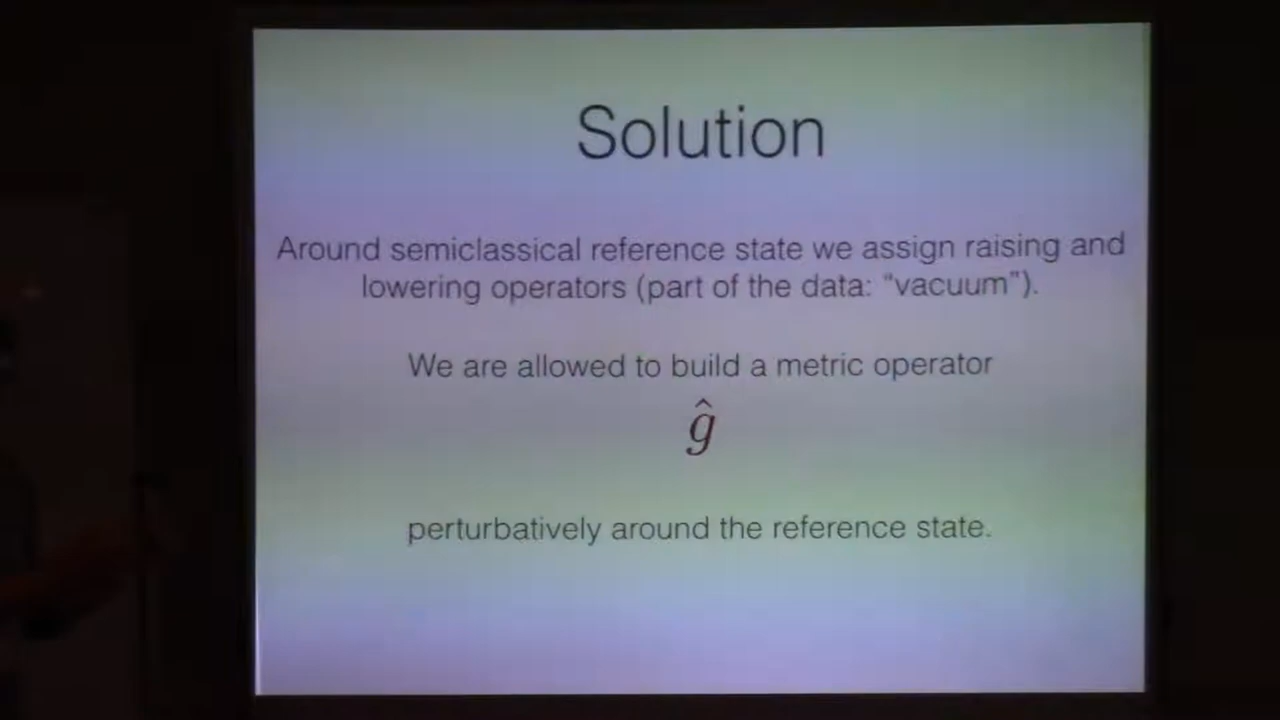 Solution
Around semiclassical reference state we assign raising and
lowering operators (part of the data: “vacuum”).
We are allowed to build a metric operator
ĝ
perturbatively around the reference state.